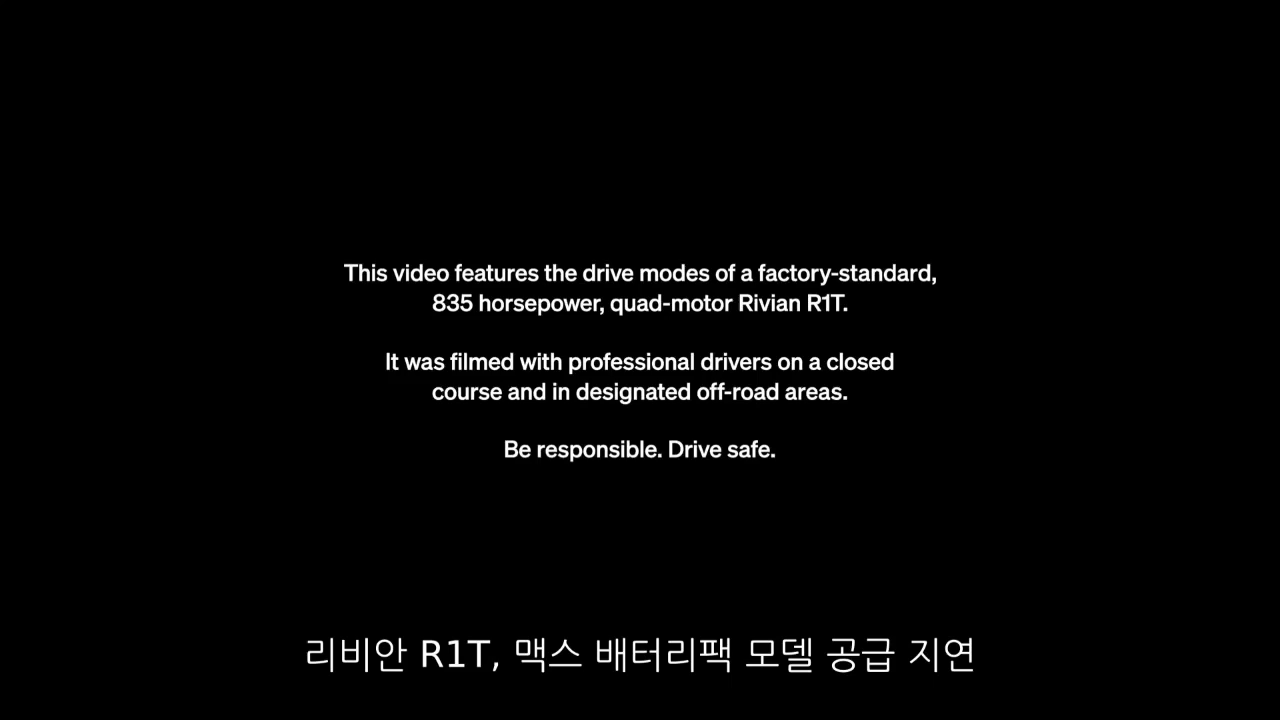 This video features the drive modes of a factory-standard,
835 horsepower, quad-motor Rivian R1T.
It was filmed with professional drivers on a closed
course and in designated off-road areas.
Be responsible. Drive safe.
리비안 R1T, 맥스 배터리팩 모델 공급 지연